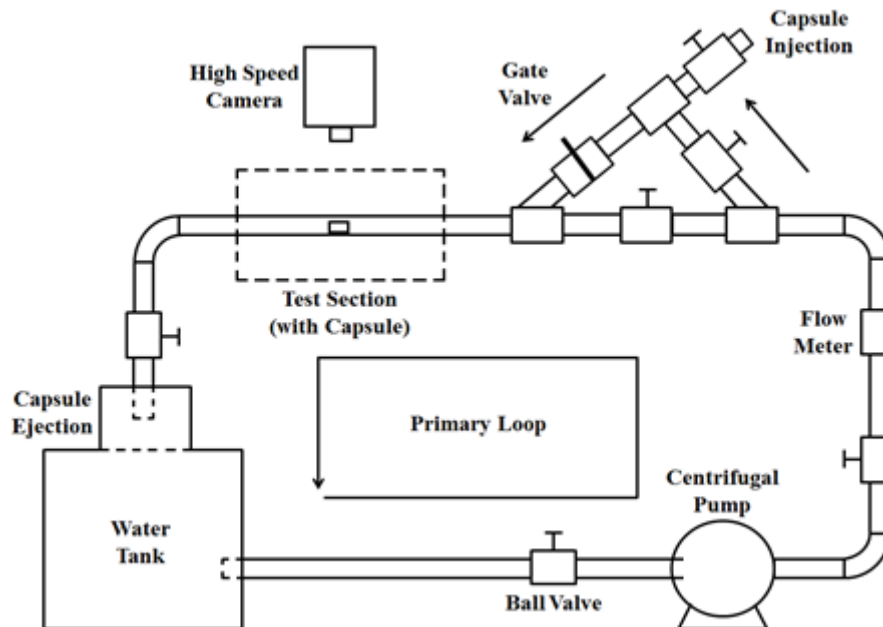 Capsule
Injection
High Speed
Camera
Gate
Valve
Test Section
(with Capsule)
Flow
Meter
Capsule
Ejection
Primary Loop
Centrifugal
Pump
Water
Tank
Ball Valve